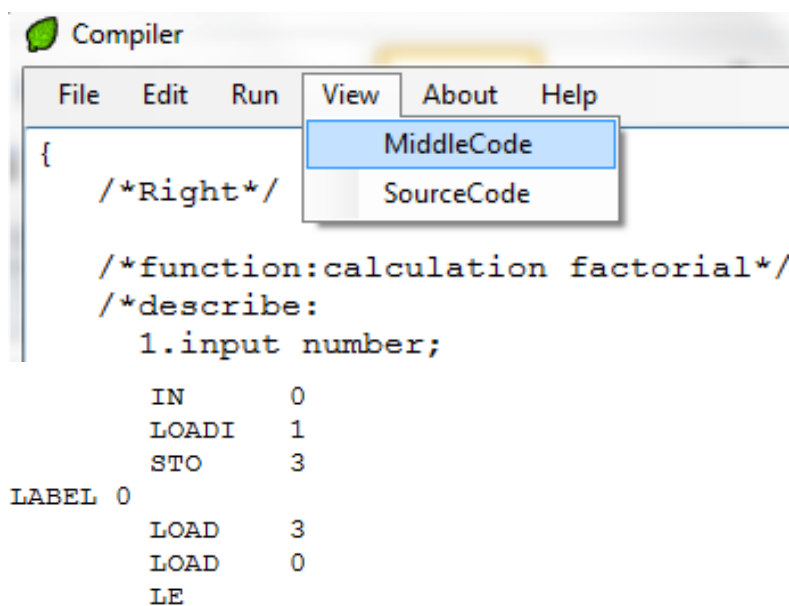 Compiler
File Edit Run View About Help
{
MiddleCode
/*Right*/
SourceCode
/*function:calculation factorial*/
/*describe:
1.input number;
IN 0
LOADI 1
STO 3
LABEL 0
LOAD 3
LOAD 0
LE